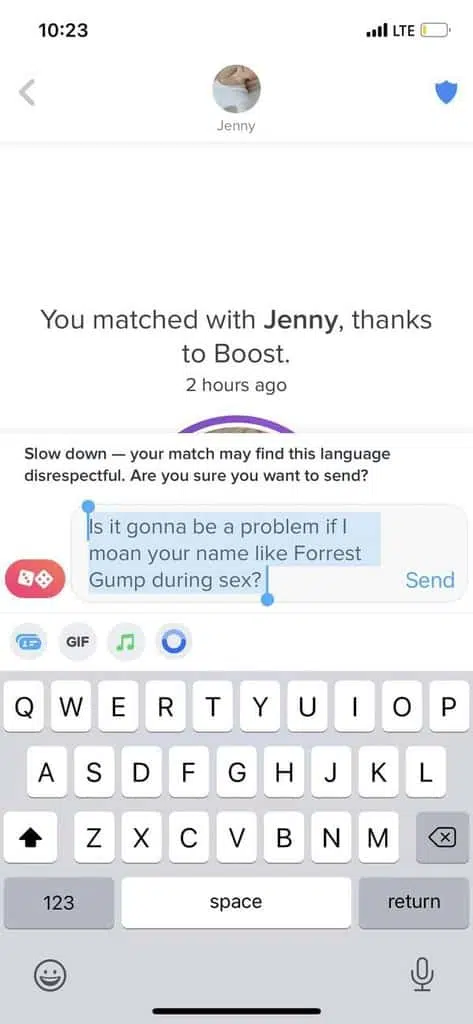 10:23
LTE
Jenny
You matched with Jenny, thanks
to Boost.
2 hours ago
Slow down — your match may find this language
disrespectful. Are you sure you want to send?
Is it gonna be a problem if I
moan your name like Forrest
Gump during sex?
Send
GIF
Q W E R T Y U I O P
A S D F G H J K L
Z X C V B N M
123 space return